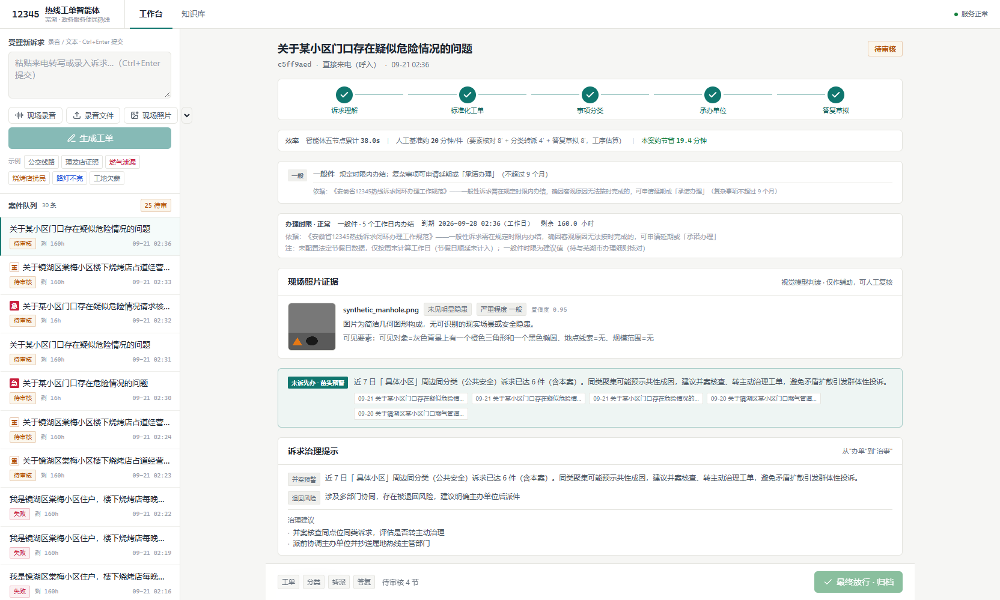 12345
热线工单智能体
芜湖 · 政务服务便民热线
工作台
知识库
服务正常
受理新诉求 录音 / 文本 · Ctrl+Enter 提交
粘贴来电转写或录入诉求…（Ctrl+Enter
提交）
现场录音
录音文件
现场照片
生成工单
示例 公交线路 理发店证照 燃气泄漏
烧烤店扰民 路灯不亮 工地欠薪
案件队列 30 条 25 待审
关于某小区门口存在疑似危险情况的问题
待审核 剩 160h 09-21 02:36
重 关于镜湖区棠梅小区楼下烧烤店占道经营…
待审核 剩 160h 09-21 02:33
急 关于某小区门口存在疑似危险情况请求核…
待审核 剩 16h 09-21 02:32
关于某小区门口存在疑似危险情况的问题
待审核 剩 160h 09-21 02:31
急 关于某小区门口存在危险情况的问题
待审核 剩 16h 09-21 02:30
重 关于镜湖区棠梅小区楼下烧烤店占道经营…
待审核 剩 160h 09-21 02:24
重 关于镜湖区棠梅小区楼下烧烤店占道经营…
待审核 剩 160h 09-21 02:23
我是镜湖区棠梅小区住户，楼下烧烤店每晚…
失败 剩 160h 09-21 02:22
我是镜湖区棠梅小区住户，楼下烧烤店每晚…
失败 剩 160h 09-21 02:19
我是镜湖区棠梅小区住户，楼下烧烤店每晚…
失败 剩 160h 09-21 02:16
关于某小区门口存在疑似危险情况的问题
待审核
c5ff9aed · 直接来电（呼入） · 09-21 02:36
诉求理解 标准化工单 事项分类 承办单位 答复草拟
效率 智能体五节点累计 38.0s | 人工基准约 20 分钟/件（要素核对 8' + 分类转派 4' + 答复草拟 8'，工序估算） | 本案约节省 19.4 分钟
一般 一般件 规定时限内办结；复杂事项可申请延期或「承诺办理」（不超过 9 个月）
依据：《安徽省12345热线诉求闭环办理工作规范》——一般性诉求需在规定时限内办结，确因客观原因无法按时完成的，可申请延期或「承诺办理」（复杂事项不超过 9 个月）
办理时限 · 正常 一般件 · 5 个工作日内办结 到期 2026-09-28 02:36（工作日） 剩余 160.0 小时
依据：《安徽省12345热线诉求闭环办理工作规范》——一般性诉求需在规定时限内办结，确因客观原因无法按时完成的，可申请延期或「承诺办理」
注：未配置法定节假日数据，仅按周末计算工作日（节假日顺延未计入）；一般件时限为建议值（待与芜湖市办理细则核对）
现场照片证据
视觉模型判读 · 仅作辅助，可人工复核
synthetic_manhole.png 未见明显隐患 严重程度 一般 置信度 0.95
图片为简洁几何图形构成，无可识别的现实场景或安全隐患。
可见要素：可见对象=灰色背景上有一个橙色三角形和一个黑色椭圆、地点线索=无、规模范围=无
未诉先办 · 苗头预警 近 7 日「 具体小区」周边同分类（公共安全）诉求已达 6 件（含本案）。同类聚集可能预示共性成因，建议并案核查、转主动治理工单，避免矛盾扩散引发群体性投诉。
09-21 关于某小区门口存在疑似危险情… 09-21 关于某小区门口存在疑似危险情… 09-21 关于某小区门口存在危险情况的… 09-20 关于镜湖区某小区门口燃气管道…
09-20 关于镜湖区某小区门口燃气管道…
诉求治理提示
从"办单"到"治事"
并案预警 近 7 日「 具体小区」周边同分类（公共安全）诉求已达 6 件（含本案）。同类聚集可能预示共性成因，建议并案核查、转主动治理工单，避免矛盾扩散引发群体性投诉。
退回风险 涉及多部门协同，存在被退回风险，建议明确主办单位后派件
治理建议
· 并案核查同点位同类诉求，评估是否转主动治理
· 派前协调主办单位并抄送属地热线主管部门
工单 分类 转派 答复 待审核 4 节
最终放行 · 归档